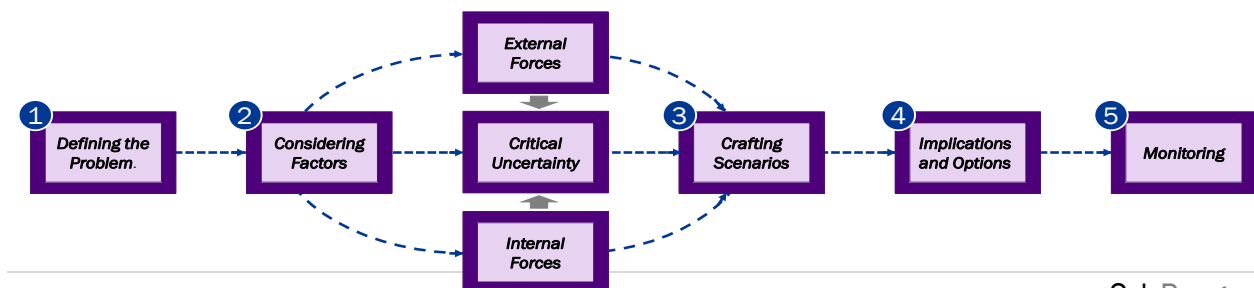 External
Forces
1
Defining the
Problem.
2
Considering
Factors
Critical
Uncertainty
3
Crafting
Scenarios
4
Implications
and Options
5
Monitoring
Internal
Forces